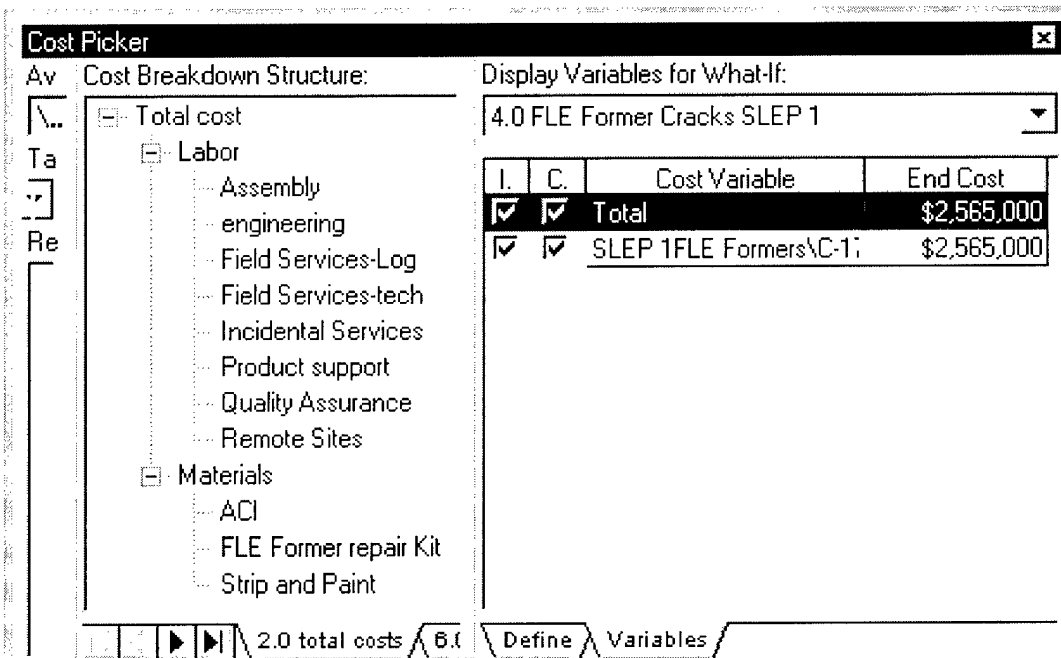 Cost Picker
Av
Cost Breakdown Structure:
Display Variables for What-If:
\..
Total cost
4.0 FLE Former Cracks SLEP 1
Ta
Labor
Assembly
engineering
Field Services-Log
Field Services-tech
Incidental Services
Product support
Quality Assurance
Remote Sites
Re
Materials
ACI
FLE Former repair Kit
Strip and Paint
I. C. Cost Variable End Cost
Total $2,565,000
SLEP 1FLE Formers\C-17 $2,565,000
2.0 total costs 6.0
Define Variables